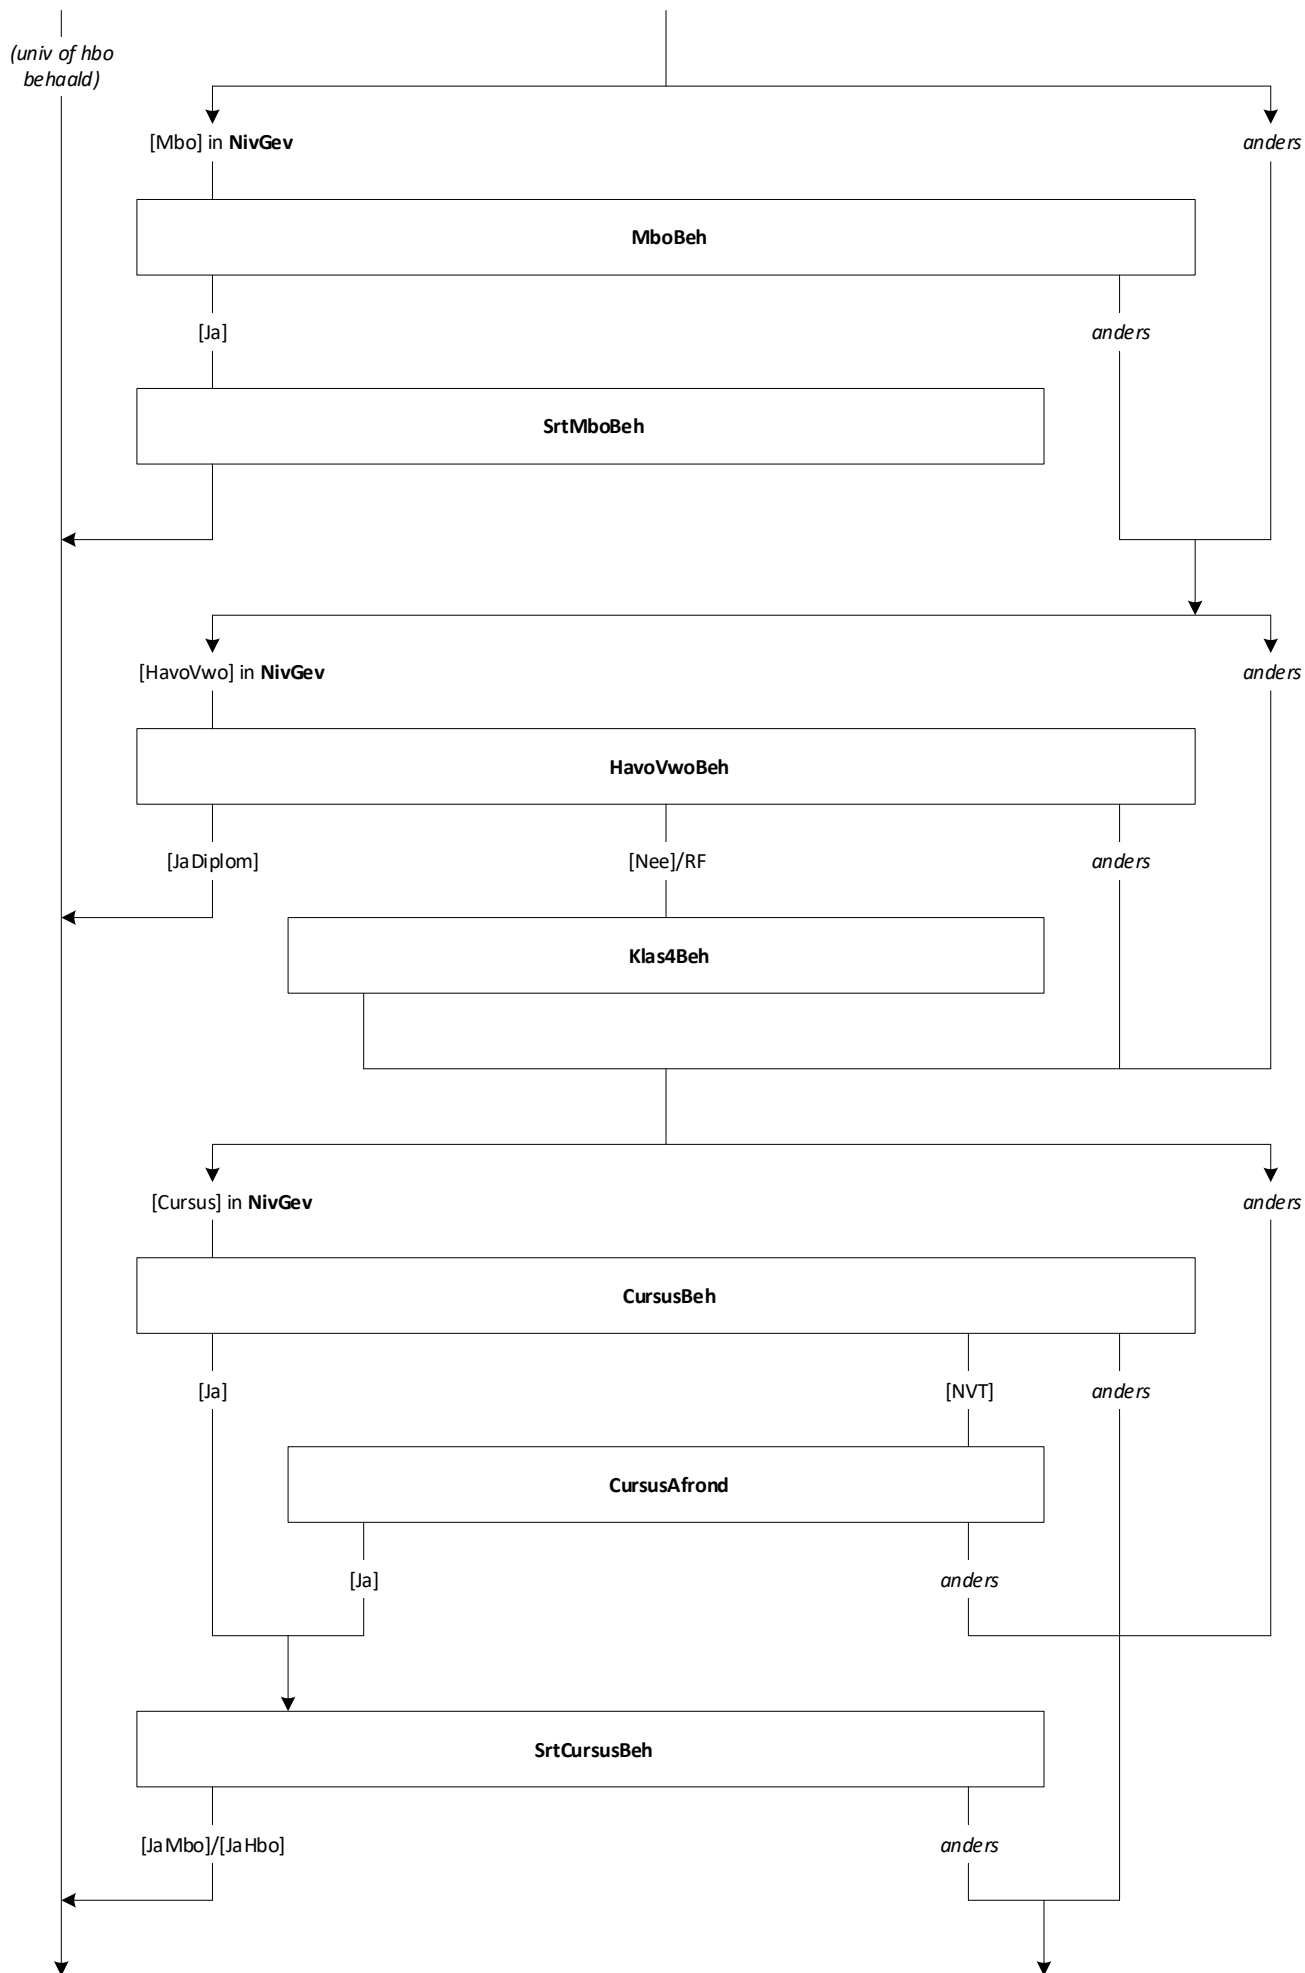 (univ of hbo
behaald)
[Mbo] in NivGev
anders
MboBeh
[Ja]
anders
SrtMboBeh
[HavoVwo] in NivGev
anders
HavoVwoBeh
[JaDiplom]
[Nee]/RF
anders
Klas4Beh
[Cursus] in NivGev
anders
CursusBeh
[Ja]
[NVT]
anders
CursusAfrond
[Ja]
anders
SrtCursusBeh
[JaMbo]/[JaHbo]
anders